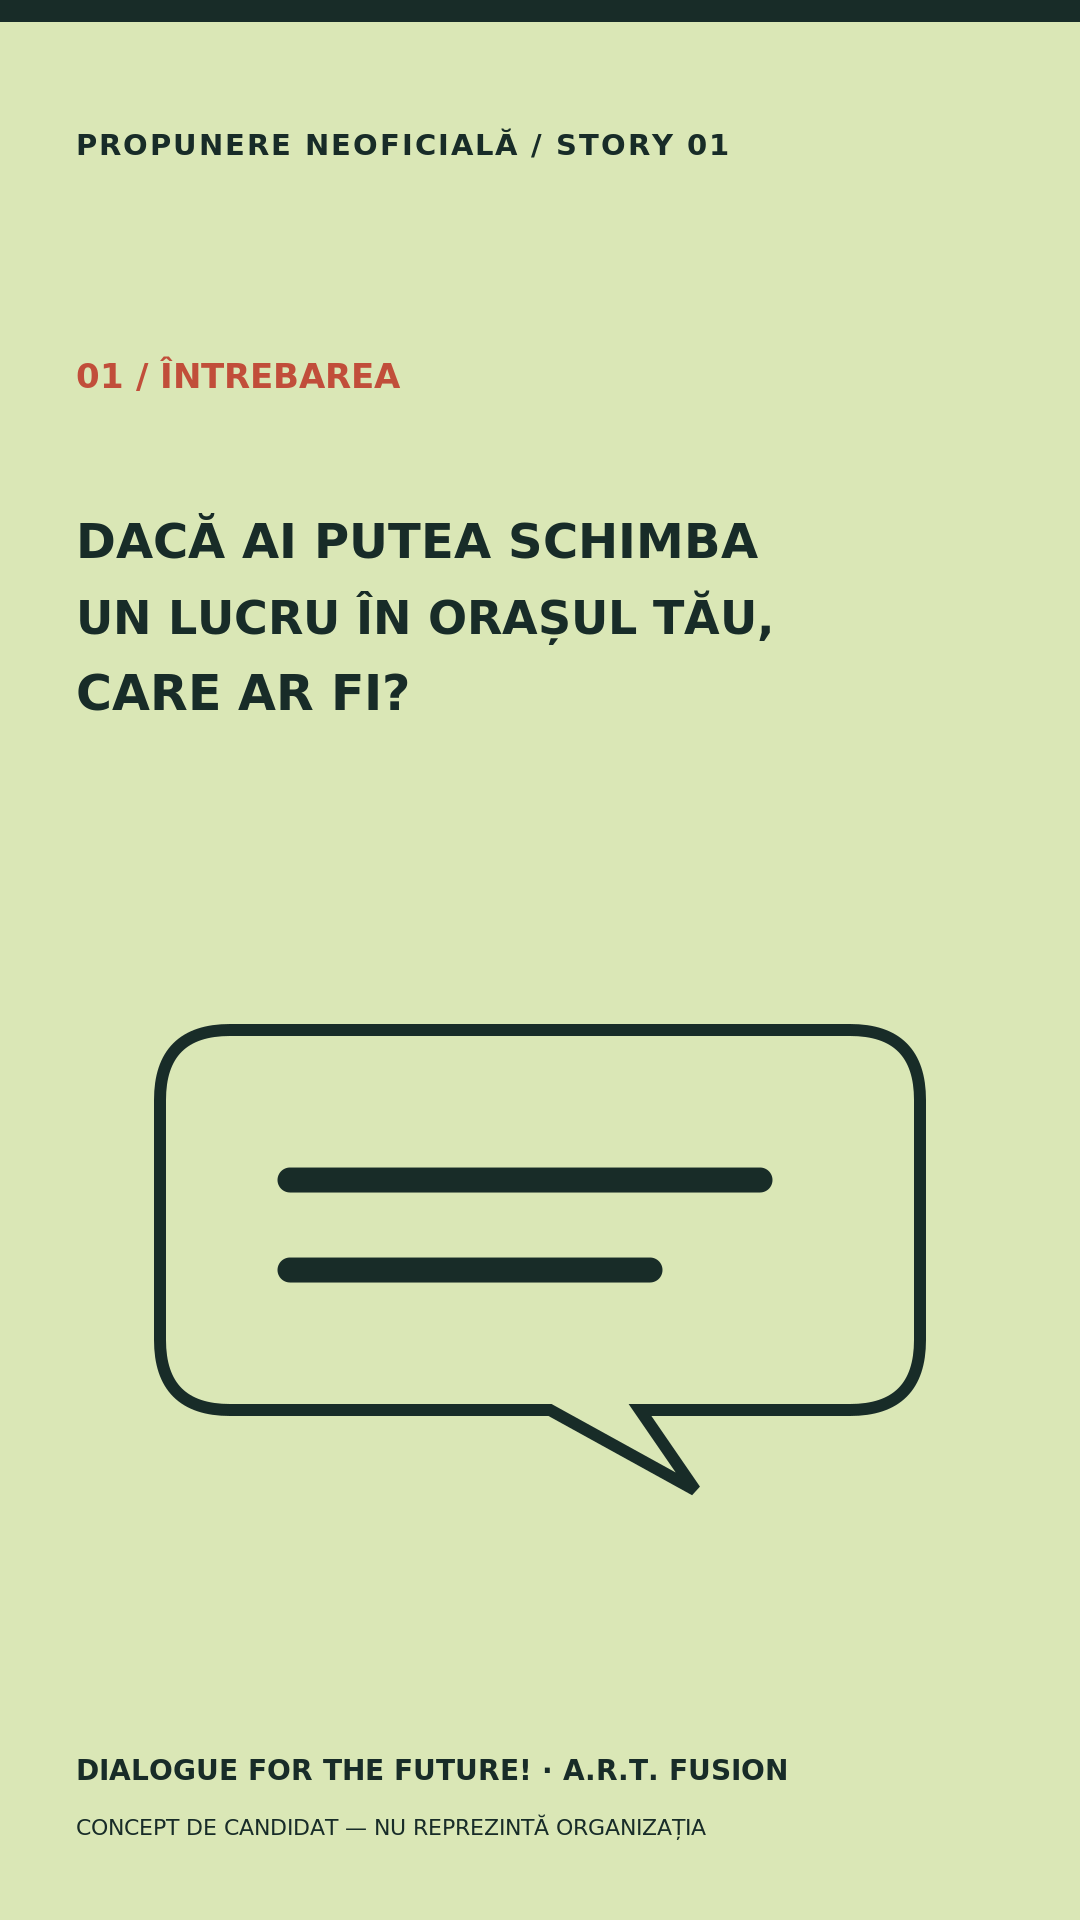 PROPUNERE NEOFICIALĂ / STORY 01
01 / ÎNTREBAREA
DACĂ AI PUTEA SCHIMBA
UN LUCRU ÎN ORAȘUL TĂU,
CARE AR FI?
DIALOGUE FOR THE FUTURE! · A.R.T. FUSION
CONCEPT DE CANDIDAT — NU REPREZINTĂ ORGANIZAȚIA